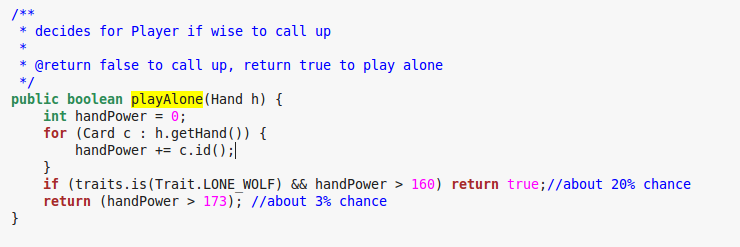 /**
 * decides for Player if wise to call up
 *
 * @return false to call up, return true to play alone
 */
public boolean playAlone(Hand h) {
    int handPower = 0;
    for (Card c : h.getHand()) {
        handPower += c.id();
    }
    if (traits.is(Trait.LONE_WOLF) && handPower > 160) return true;//about 20% chance
    return (handPower > 173); //about 3% chance
}